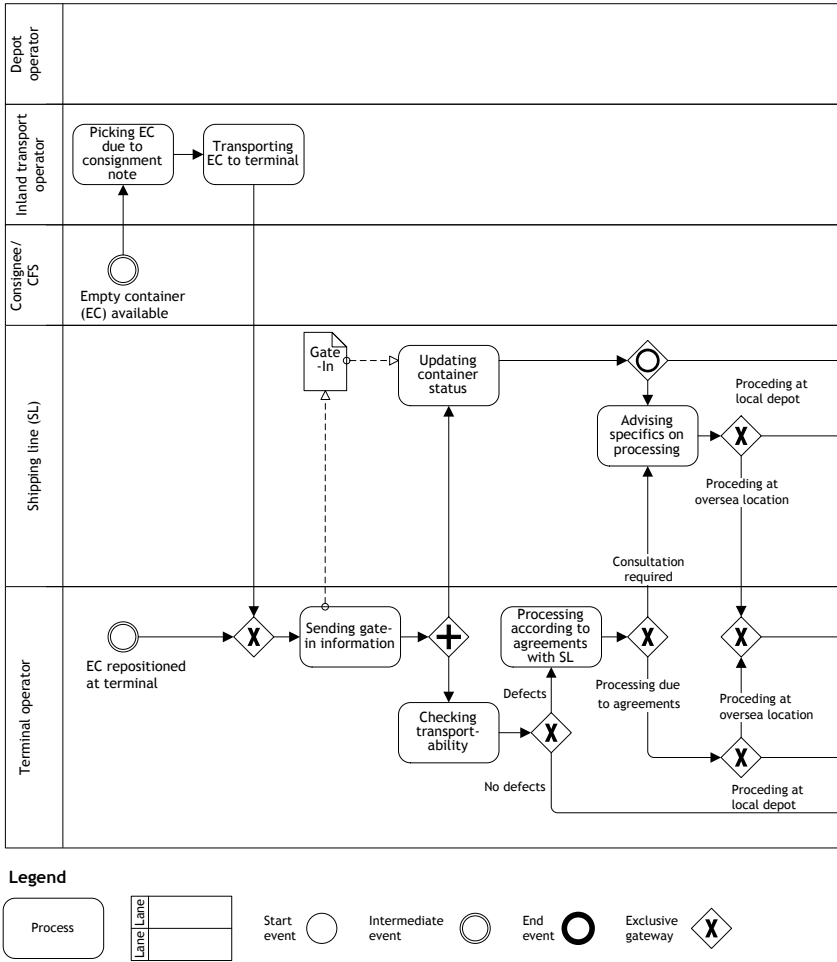 Depot
operator
Inland transport
operator
Picking EC
due to
consignment
note
Transporting
EC to terminal
Consignee/
CFS
Empty container
(EC) available
Shipping line (SL)
Gate
-In
Updating
container
status
Advising
specifics on
processing
Proceding at
local depot
Proceding at
oversea location
Consultation
required
Terminal operator
EC repositioned
at terminal
Sending gate-
in information
Processing
according to
agreements
with SL
Defects
Processing due
to agreements
Proceding at
oversea location
Checking
transport-
ability
No defects
Proceding at
local depot
Legend
Process
Lane
Lane
Start
event
Intermediate
event
End
event
Exclusive
gateway